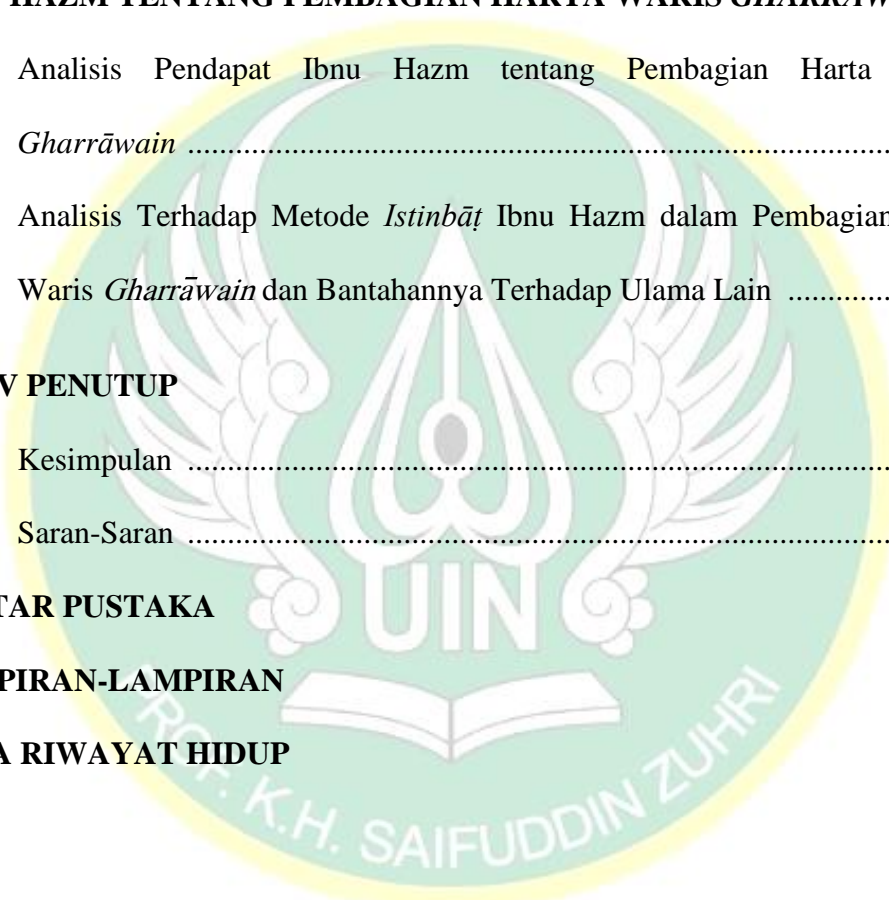 HAZM TENTANG PEMBAGIAN HARTA WARIS GHARRĀW
Analisis Pendapat Ibnu Hazm tentang Pembagian Harta
Gharrāwain ....................................................................................
Analisis Terhadap Metode Istinbāṭ Ibnu Hazm dalam Pembagian
Waris Gharrāwain dan Bantahannya Terhadap Ulama Lain ..............
V PENUTUP
Kesimpulan ....................................................................................
Saran-Saran ....................................................................................
TAR PUSTAKA
PIRAN-LAMPIRAN
A RIWAYAT HIDUP
UIN
PROF. K.H. SAIFUDDIN ZUHRI